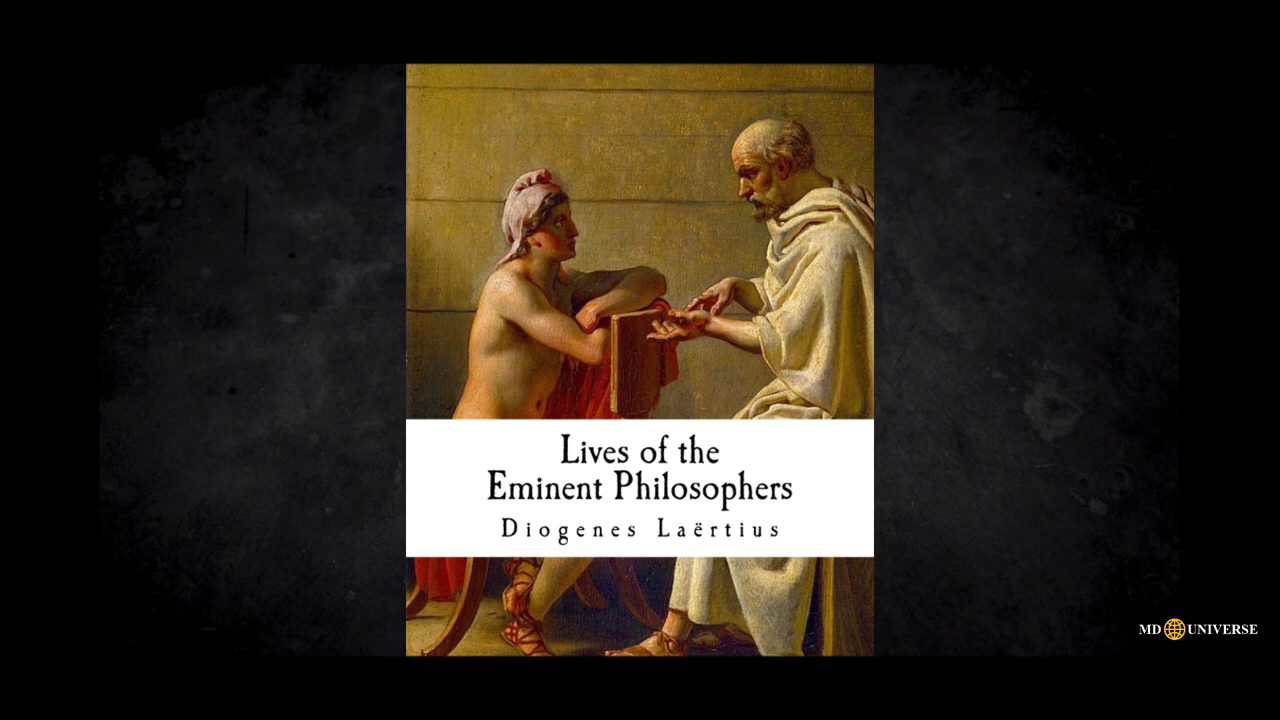 Lives of the
Eminent Philosophers
Diogenes Laërtius
MD UNIVERSE